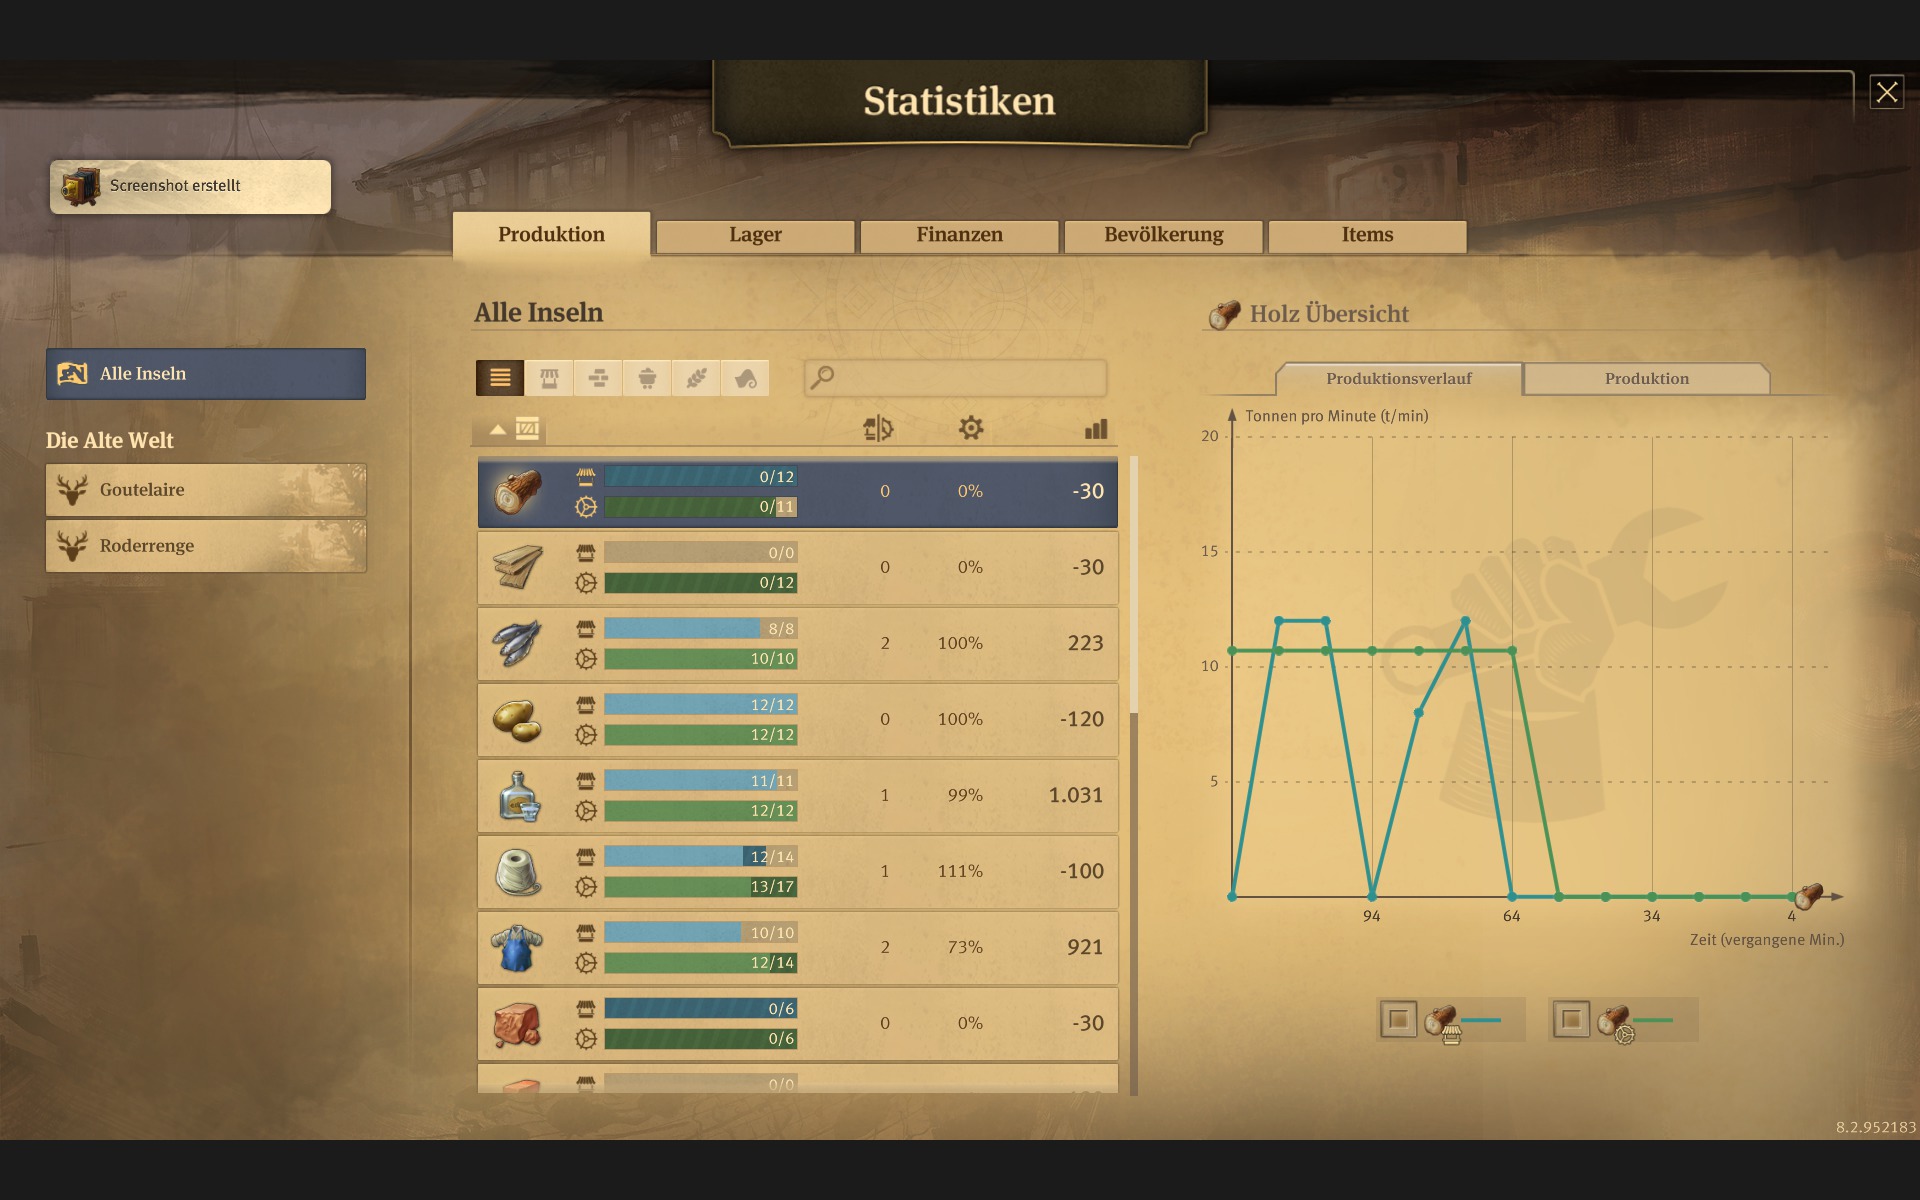 Statistiken
Screenshot erstellt
Produktion
Lager
Finanzen
Bevölkerung
Items
Alle Inseln
Die Alte Welt
Goutelaire
Roderrenge
Alle Inseln
0/12
0/11
0
0%
-30
0/0
0/12
0
0%
-30
8/8
10/10
2
100%
223
12/12
12/12
0
100%
-120
11/11
12/12
1
99%
1.031
12/14
13/17
1
111%
-100
10/10
12/14
2
73%
921
0/6
0/6
0
0%
-30
0/0
Holz Übersicht
Produktionsverlauf
Produktion
Tonnen pro Minute (t/min)
20
15
10
5
94
64
34
4
Zeit (vergangene Min.)
8.2.952183